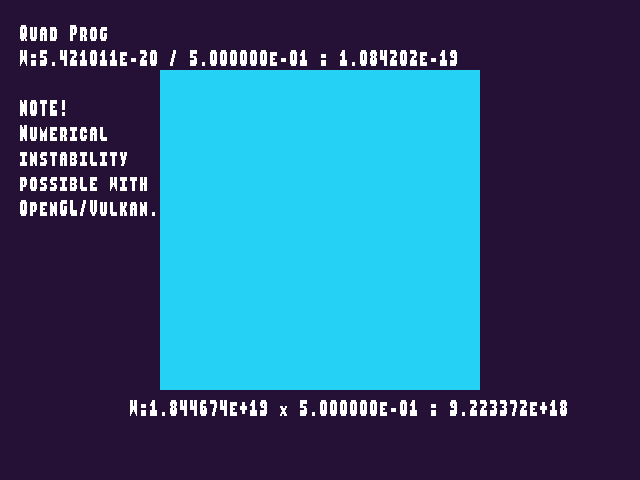 Quad Prog
W:5.421011E-20 / 5.000000E-01 : 1.084202E-19
NOTE!
Numerical
instability
possible with
OpenGL/Vulkan.
W:1.844674E+19 x 5.000000E-01 : 9.223372E+18